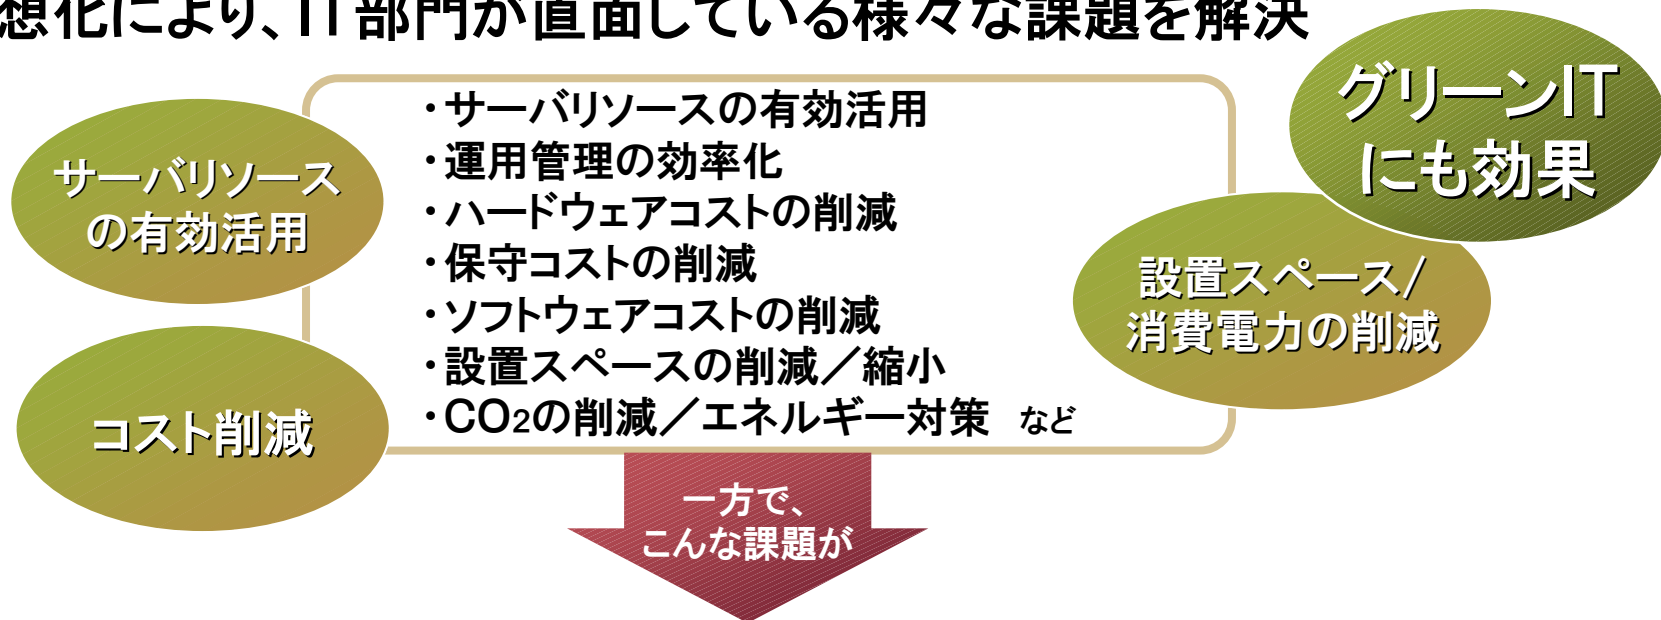 想化により、IT部門が直面している様々な課題を解決
グリーンIT
にも効果
サーバリソース
の有効活用
・サーバリソースの有効活用
・運用管理の効率化
・ハードウェアコストの削減
・保守コストの削減
・ソフトウェアコストの削減
・設置スペースの削減／縮小
・CO2の削減／エネルギー対策 など
設置スペース/
消費電力の削減
コスト削減
一方で、
こんな課題が